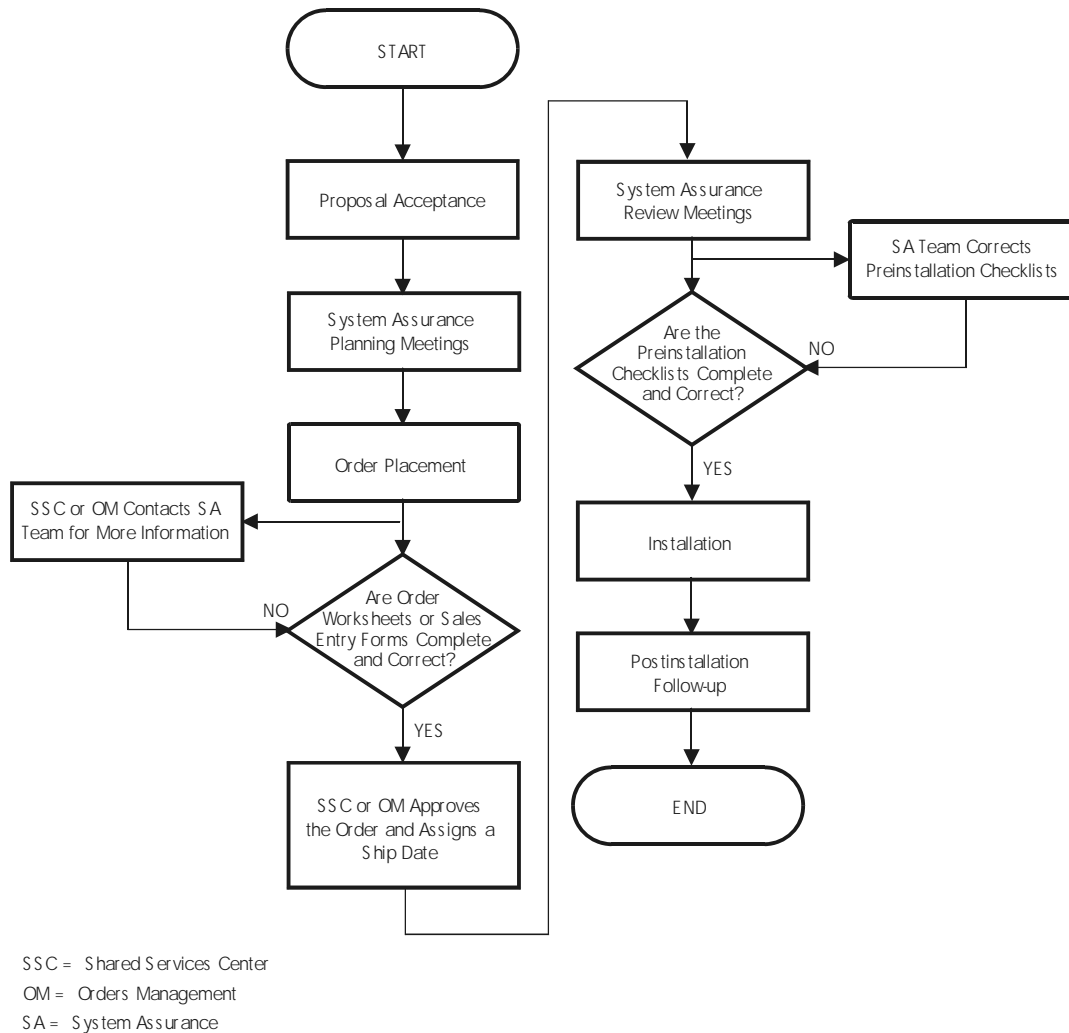 START
Proposal Acceptance
System Assurance
Planning Meetings
Order Placement
SSC or OM Contacts SA
Team for More Information
NO
Are Order
Worksheets or Sales
Entry Forms Complete
and Correct?
YES
SSC or OM Approves
the Order and Assigns a
Ship Date
System Assurance
Review Meetings
SA Team Corrects
Preinstallation Checklists
Are the
Preinstallation
Checklists Complete
and Correct?
NO
YES
Installation
Postinstallation
Follow-up
END
SSC = Shared Services Center
OM = Orders Management
SA = System Assurance